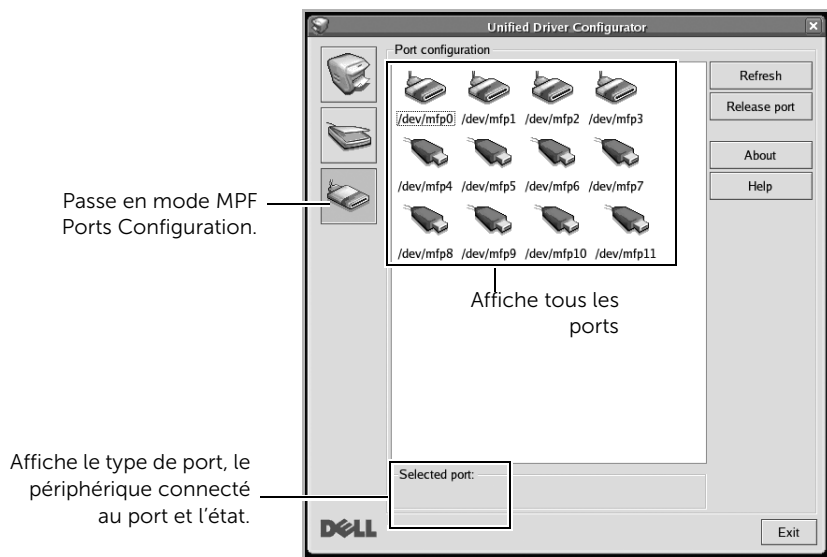 Unified Driver Configurator
Port configuration
/dev/mfp0 /dev/mfp1 /dev/mfp2 /dev/mfp3
/dev/mfp4 /dev/mfp5 /dev/mfp6 /dev/mfp7
/dev/mfp8 /dev/mfp9 /dev/mfp10 /dev/mfp11
Refresh
Release port
About
Help
Passe en mode MPF
Ports Configuration.
Affiche tous les
ports
Affiche le type de port, le
périphérique connecté
au port et l'état.
Selected port:
DELL
Exit